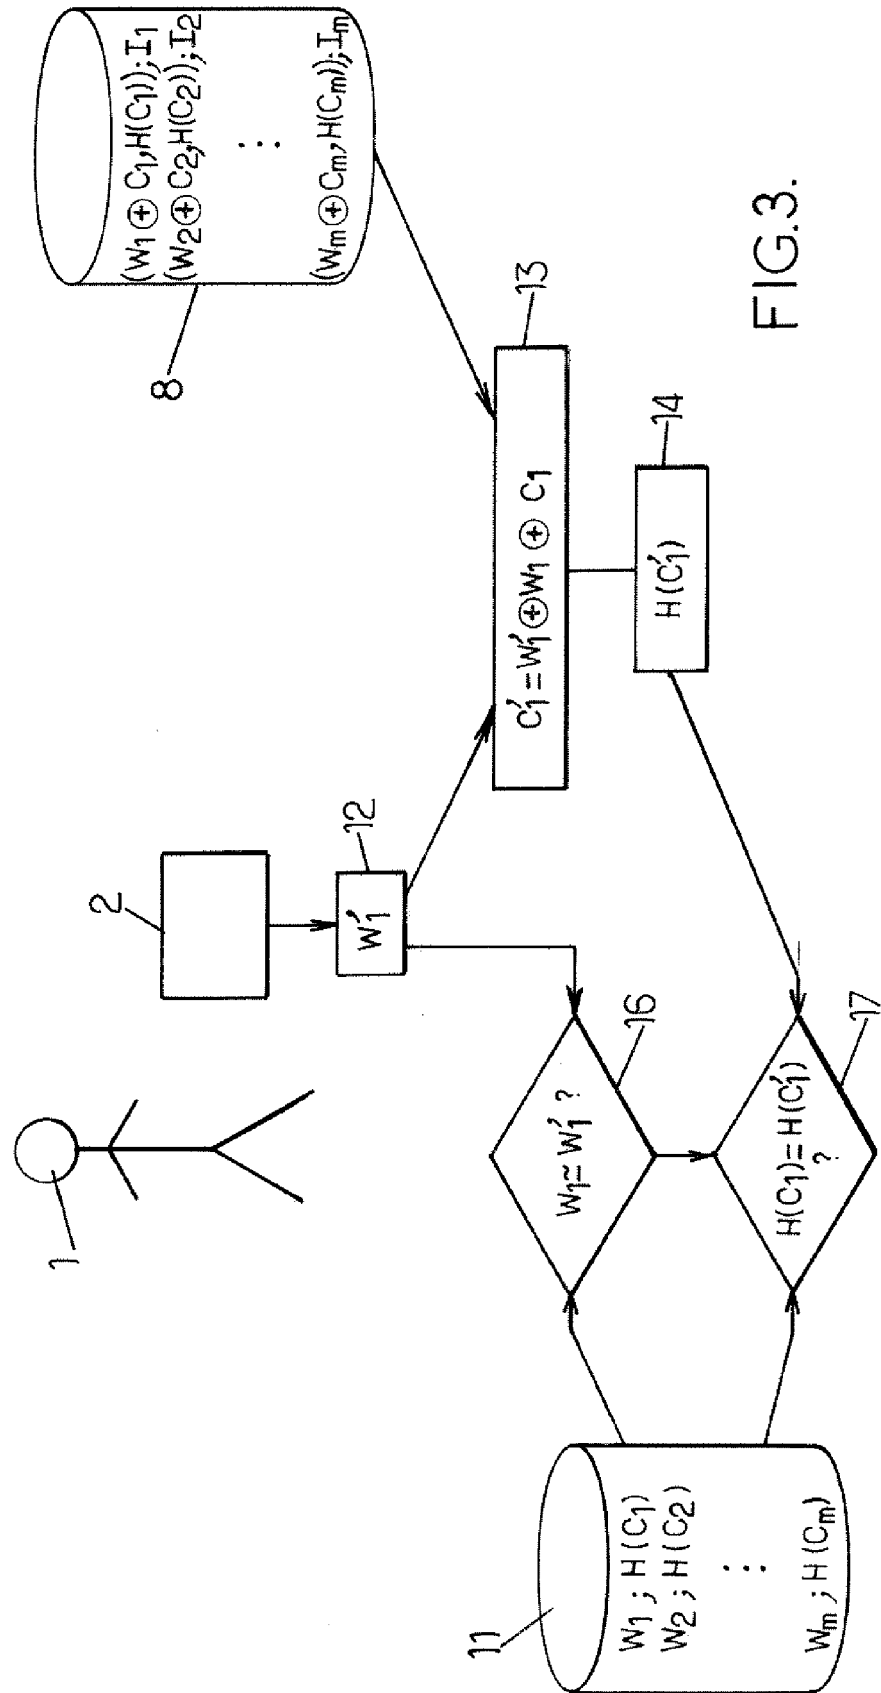 1
2
W'1
12
8
(W1 ⊕ C1, H(C1)); I1
(W2 ⊕ C2, H(C2)); I2
⋮
(Wm ⊕ Cm, H(Cm)); Im
11
W1 ; H(C1)
W2 ; H(C2)
⋮
Wm ; H(Cm)
W1 ≃ W'1 ?
16
C'1 = W'1 ⊕ W1 ⊕ C1
13
H(C'1)
14
H(C1) = H(C'1)
?
17
FIG.3.